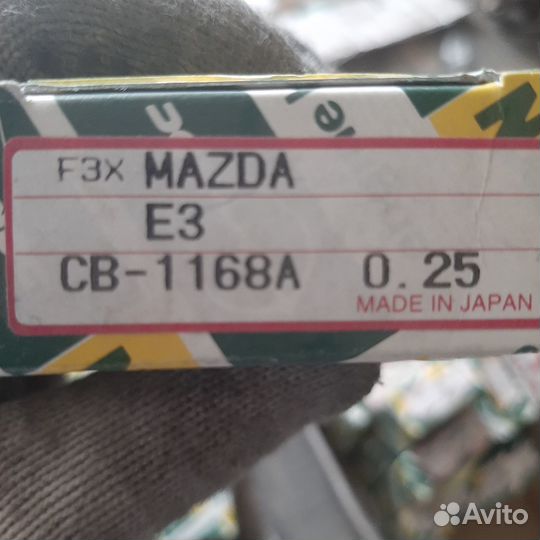 F3X MAZDA
E3
CB-1168A 0.25
MADE IN JAPAN
Avito